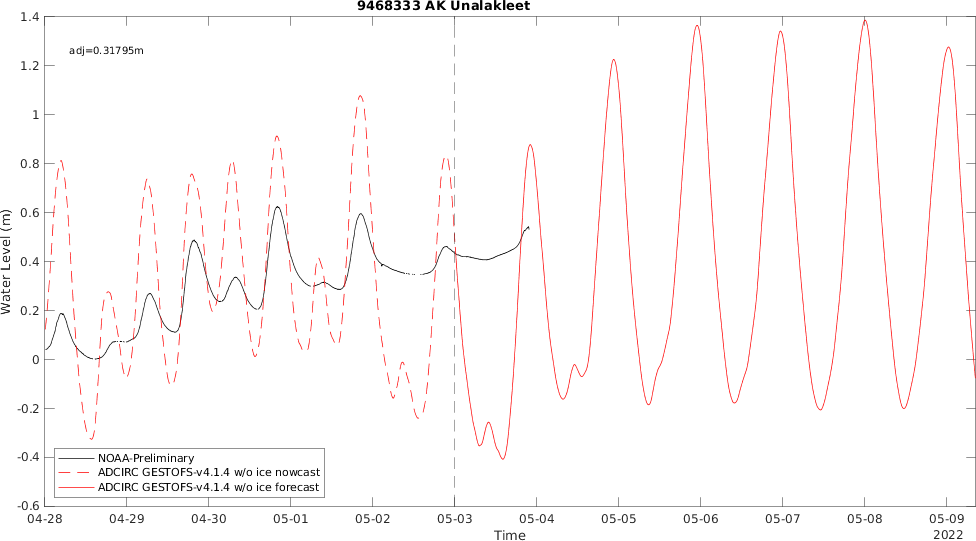 9468333 AK Unalakleet
adj=0.31795m
1.4
1.2
1
0.8
0.6
0.4
0.2
0
-0.2
-0.4
-0.6
Water Level (m)
NOAA-Preliminary
ADCIRC GESTOFS-v4.1.4 w/o ice nowcast
ADCIRC GESTOFS-v4.1.4 w/o ice forecast
04-28 04-29 04-30 05-01 05-02 05-03 05-04 05-05 05-06 05-07 05-08 05-09
Time
2022